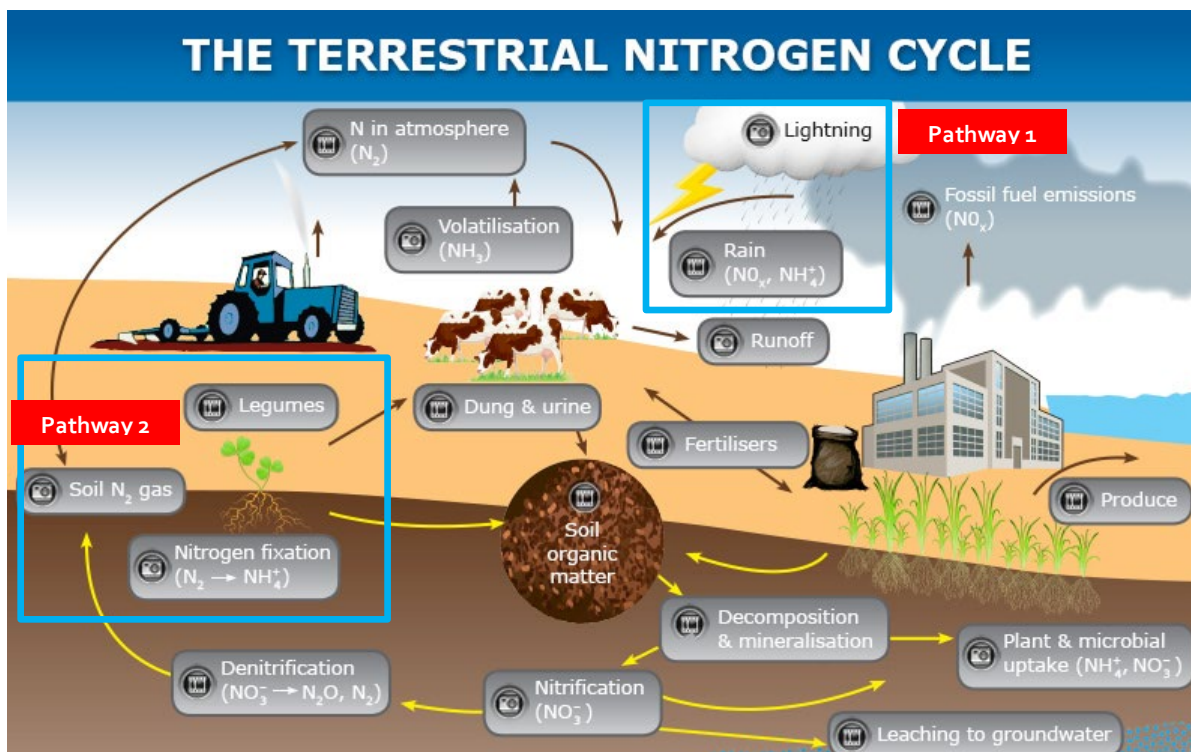 THE TERRESTRIAL NITROGEN CYCLE
N in atmosphere
(N₂)
Lightning
Pathway 1
Fossil fuel emissions
(N0ₓ)
Volatilisation
(NH₃)
Rain
(N0ₓ, NH₄⁺)
Runoff
Legumes
Dung & urine
Pathway 2
Fertilisers
Soil N₂ gas
Produce
Soil
organic
matter
Nitrogen fixation
(N₂ → NH₄⁺)
Decomposition
& mineralisation
Plant & microbial
uptake (NH₄⁺, NO₃⁻)
Denitrification
(NO₃⁻ → N₂O, N₂)
Nitrification
(NO₃⁻)
Leaching to groundwater